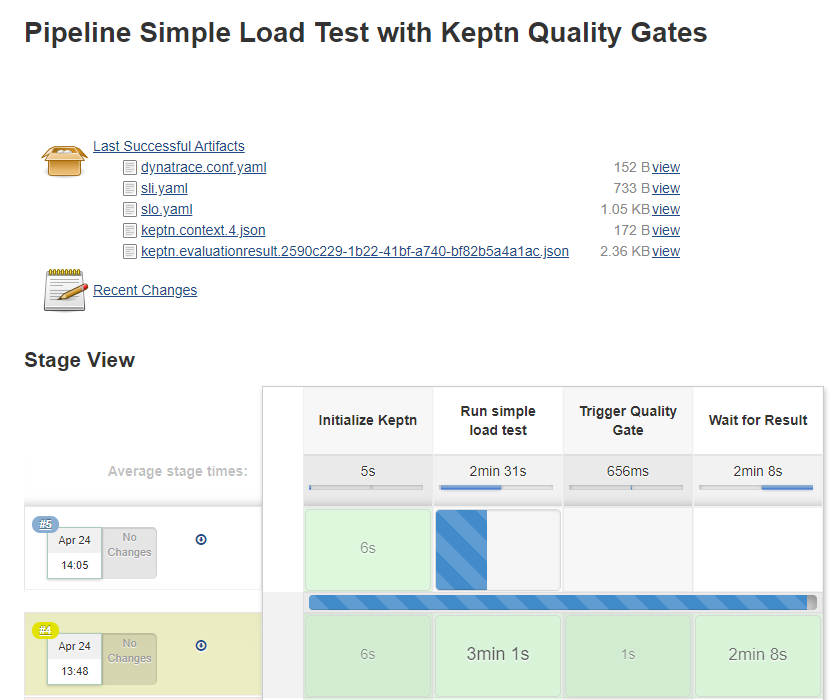 Pipeline Simple Load Test with Keptn Quality Gates
Last Successful Artifacts
dynatrace.conf.yaml 152 B view
sli.yaml 733 B view
slo.yaml 1.05 KB view
keptn.context.4.json 172 B view
keptn.evaluationresult.2590c229-1b22-41bf-a740-bf82b5a4a1ac.json 2.36 KB view
Recent Changes
Stage View
Initialize Keptn
Run simple
load test
Trigger Quality
Gate
Wait for Result
Average stage times:
5s
2min 31s
656ms
2min 8s
#5
Apr 24
14:05
No
Changes
6s
#4
Apr 24
13:48
No
Changes
6s
3min 1s
1s
2min 8s